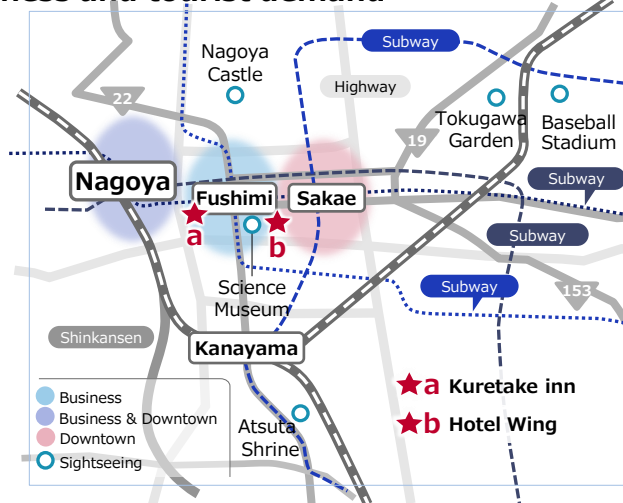 ness and tourist demand
Subway
Nagoya
Castle
Highway
22
Tokugawa
Garden
Baseball
Stadium
19
Nagoya
Fushimi
Sakae
Subway
a
b
Subway
Science
Museum
Subway
153
Shinkansen
Kanayama
a Kuretake inn
b Hotel Wing
Business
Business & Downtown
Downtown
Sightseeing
Atsuta
Shrine